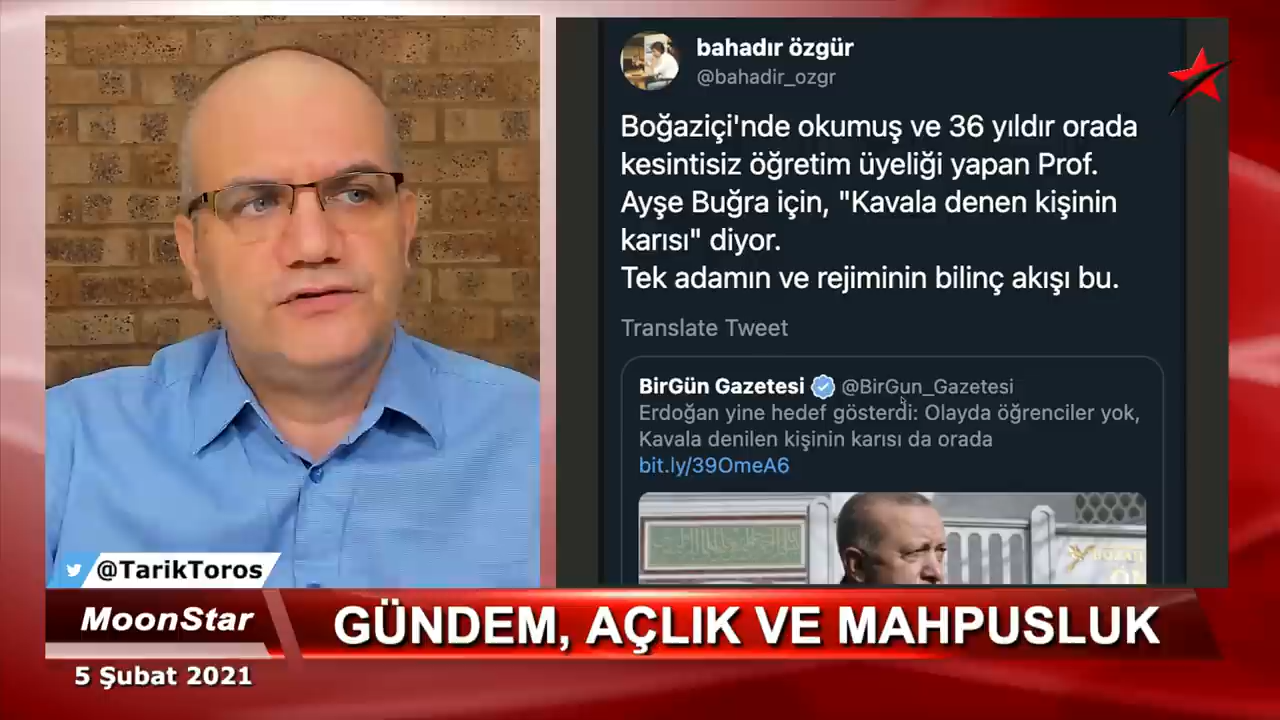 bahadır özgür
@bahadir_ozgr
Boğaziçi'nde okumuş ve 36 yıldır orada
kesintisiz öğretim üyeliği yapan Prof.
Ayşe Buğra için, "Kavala denen kişinin
karısı" diyor.
Tek adamın ve rejiminin bilinç akışı bu.
Translate Tweet
BirGün Gazetesi @BirGun_Gazetesi
Erdoğan yine hedef gösterdi: Olayda öğrenciler yok,
Kavala denilen kişinin karısı da orada
bit.ly/39OmeA6
@TarikToros
MoonStar
GÜNDEM, AÇLIK VE MAHPUSLUK
5 Şubat 2021